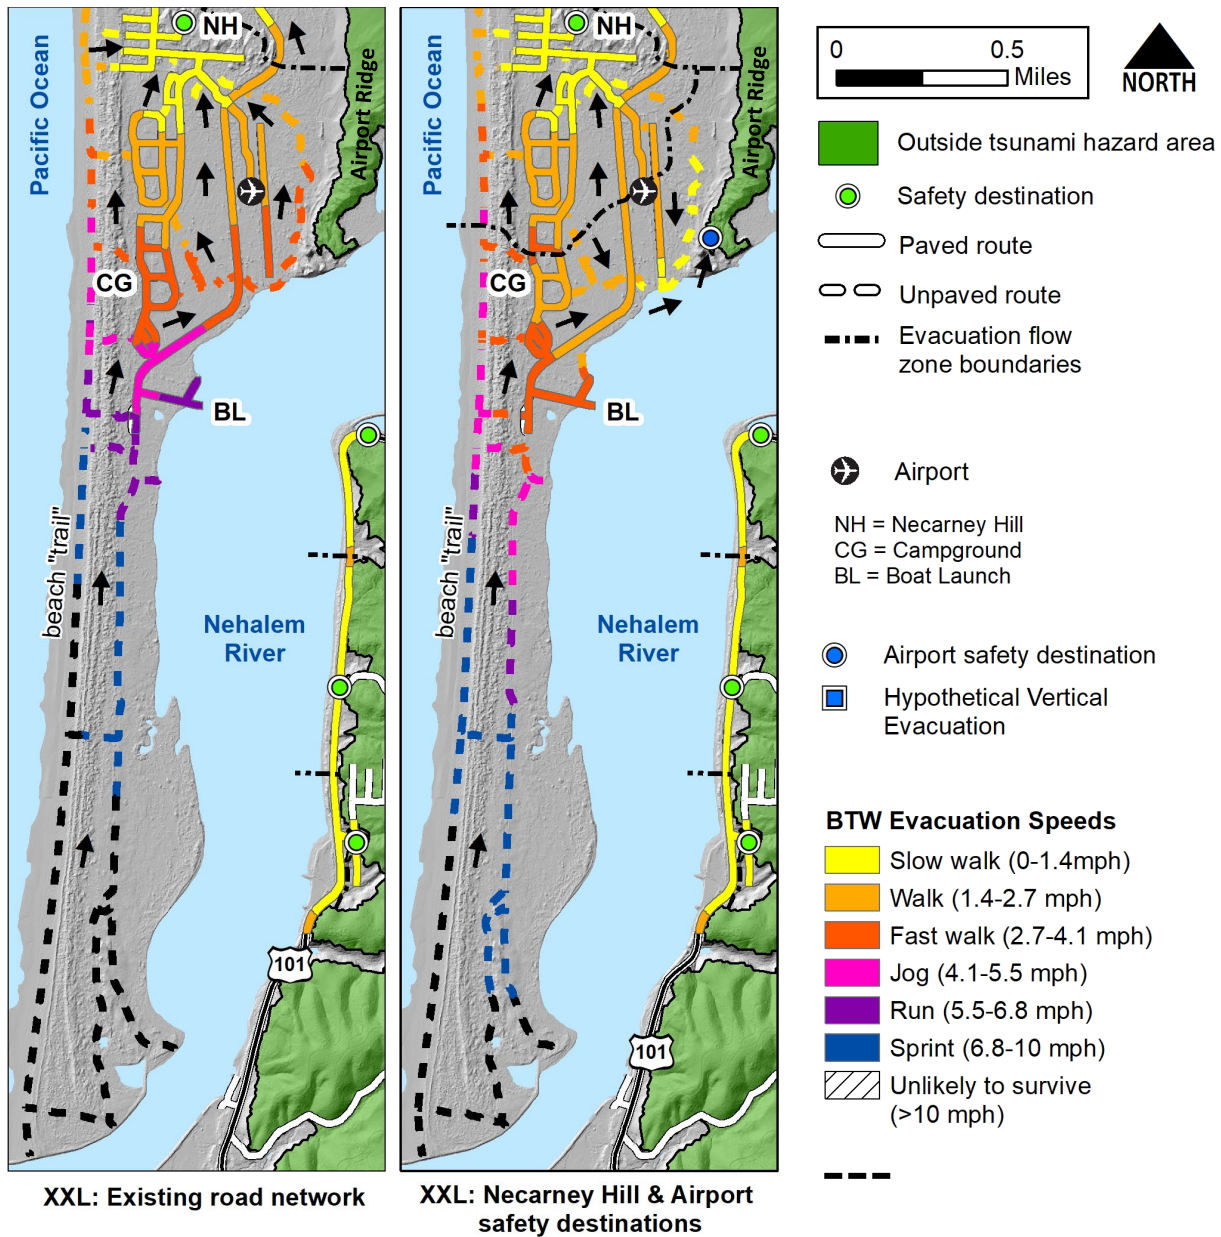 NH
Pacific Ocean
Airport Ridge
CG
BL
beach "trail"
Nehalem
River
101
XXL: Existing road network
NH
Pacific Ocean
Airport Ridge
CG
BL
beach "trail"
Nehalem
River
101
XXL: Necarney Hill & Airport
safety destinations
0 0.5
Miles
NORTH
Outside tsunami hazard area
Safety destination
Paved route
Unpaved route
Evacuation flow
zone boundaries
Airport
NH = Necarney Hill
CG = Campground
BL = Boat Launch
Airport safety destination
Hypothetical Vertical
Evacuation
BTW Evacuation Speeds
Slow walk (0-1.4mph)
Walk (1.4-2.7 mph)
Fast walk (2.7-4.1 mph)
Jog (4.1-5.5 mph)
Run (5.5-6.8 mph)
Sprint (6.8-10 mph)
Unlikely to survive
(>10 mph)